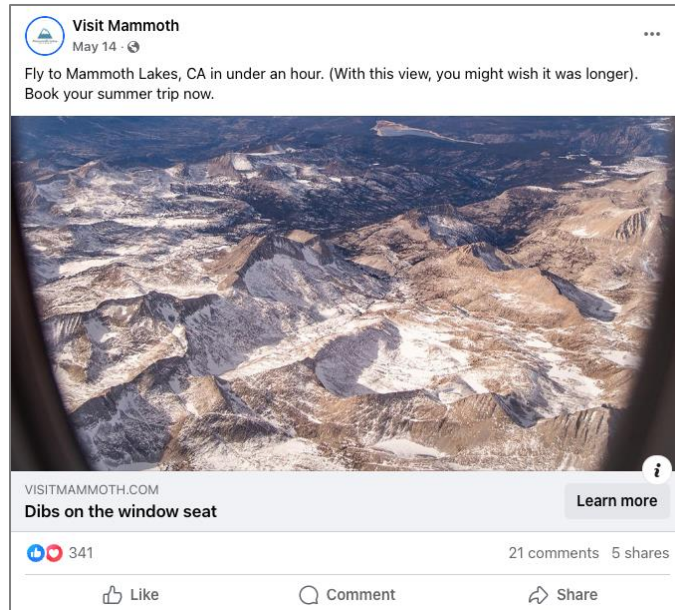 Visit Mammoth
May 14 ·
Fly to Mammoth Lakes, CA in under an hour. (With this view, you might wish it was longer).
Book your summer trip now.
i
VISITMAMMOTH.COM
Dibs on the window seat
Learn more
341
21 comments 5 shares
Like
Comment
Share